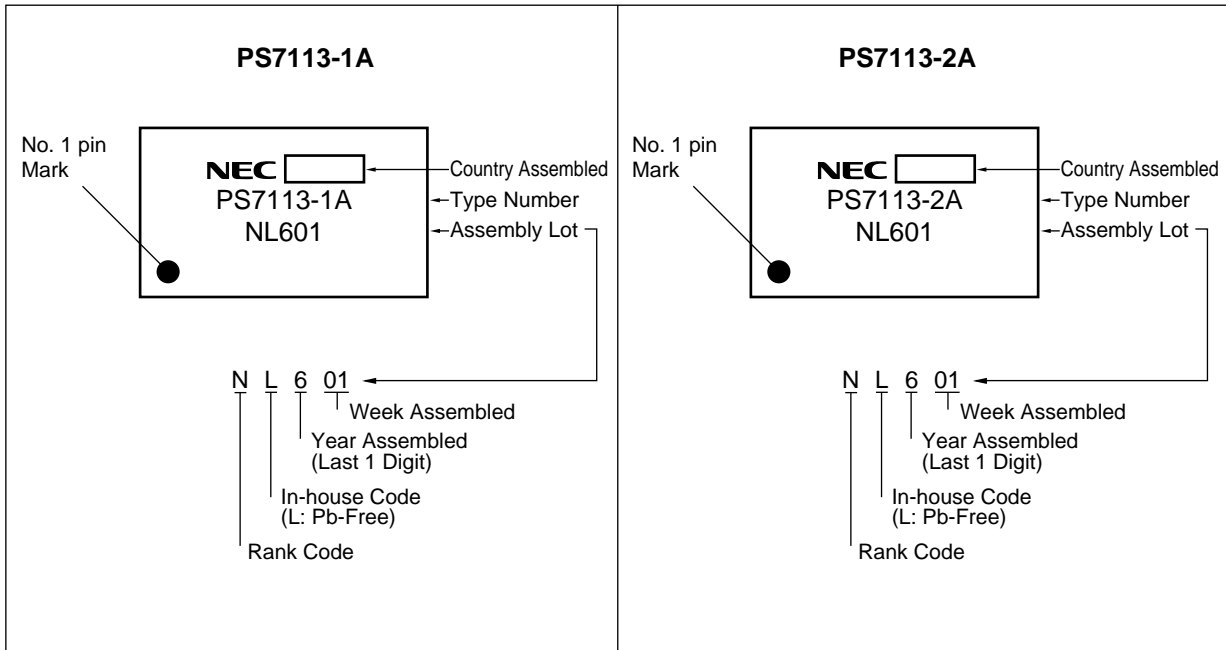 PS7113-1A
No. 1 pin
Mark
NEC
Country Assembled
PS7113-1A
Type Number
NL601
Assembly Lot
N L 6 01
Week Assembled
Year Assembled
(Last 1 Digit)
In-house Code
(L: Pb-Free)
Rank Code
PS7113-2A
No. 1 pin
Mark
NEC
Country Assembled
PS7113-2A
Type Number
NL601
Assembly Lot
N L 6 01
Week Assembled
Year Assembled
(Last 1 Digit)
In-house Code
(L: Pb-Free)
Rank Code